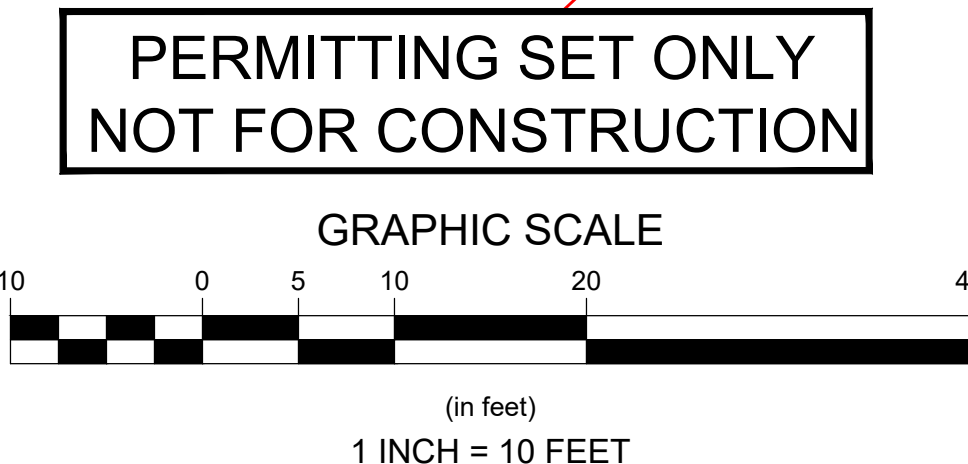 PERMITTING SET ONLY
NOT FOR CONSTRUCTION
GRAPHIC SCALE
10 0 5 10 20 4
(in feet)
1 INCH = 10 FEET